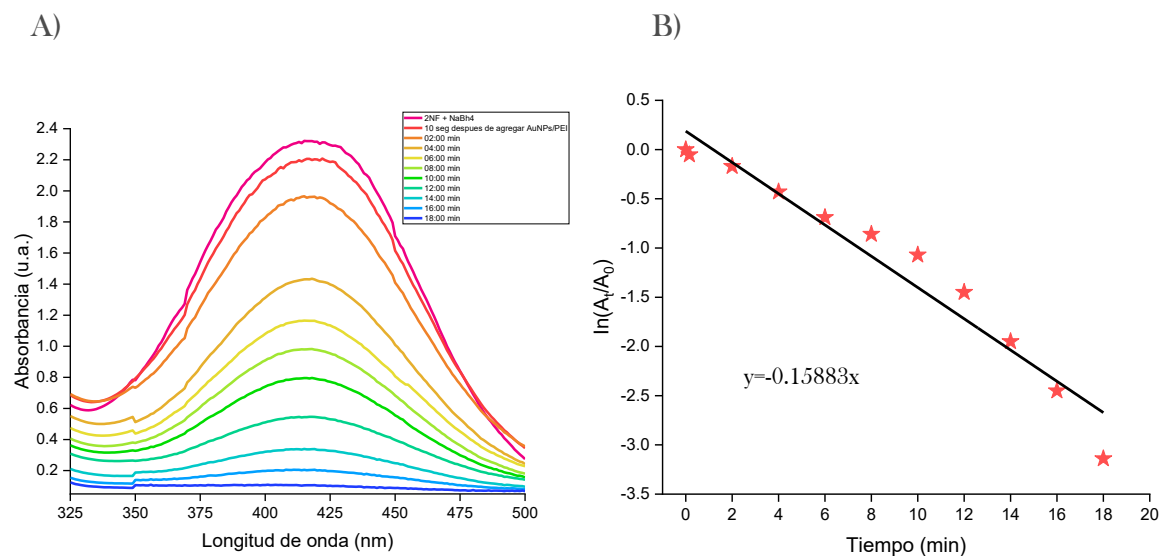 A)
2NF + NaBh4
10 seg despues de agregar AuNPs/PEI
02:00 min
04:00 min
06:00 min
08:00 min
10:00 min
12:00 min
14:00 min
16:00 min
18:00 min
2.4
2.2
2.0
1.8
1.6
1.4
1.2
1.0
0.8
0.6
0.4
0.2
Absorbancia (u.a.)
325 350 375 400 425 450 475 500
Longitud de onda (nm)
B)
0.5
0.0
-0.5
-1.0
-1.5
-2.0
-2.5
-3.0
-3.5
ln(At/A0)
y=-0.15883x
0 2 4 6 8 10 12 14 16 18 20
Tiempo (min)